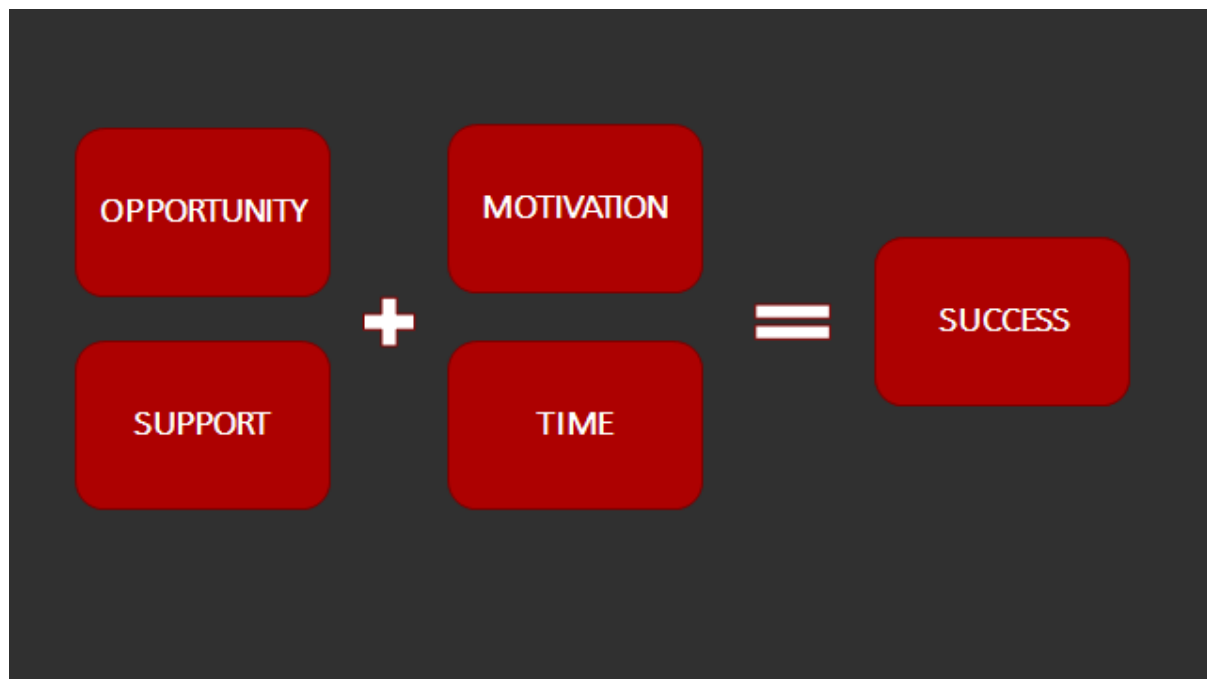 OPPORTUNITY
MOTIVATION
SUPPORT
TIME
+
=
SUCCESS